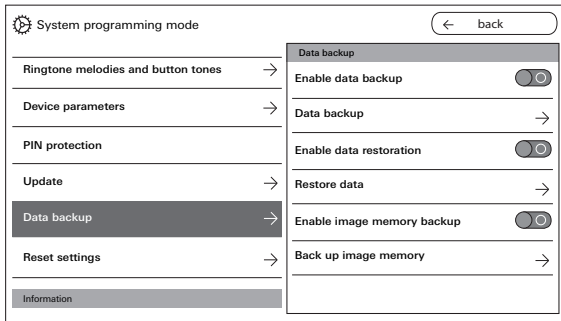 System programming mode
← back
Ringtone melodies and button tones →
Device parameters →
PIN protection
Update →
Data backup →
Reset settings →
Information
Data backup
Enable data backup
Data backup →
Enable data restoration
Restore data →
Enable image memory backup
Back up image memory →